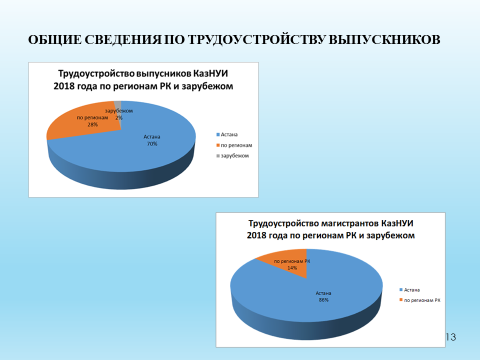 ОБЩИЕ СВЕДЕНИЯ ПО ТРУДОУСТРОЙСТВУ ВЫПУСКНИКОВ
Трудоустройство выпусников КазНУИ
2018 года по регионам РК и зарубежом
зарубежом
2%
по регионам
28%
Астана
70%
Астана
по регионам
зарубежом
Трудоустройство магистрантов КазНУИ
2018 года по регионам РК и зарубежом
по регионам РК
14%
Астана
86%
Астана
по регионам РК
13